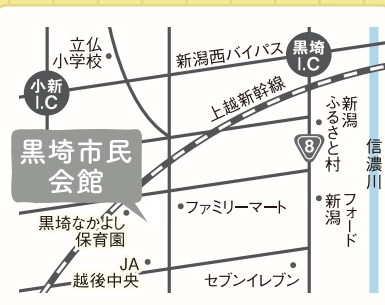 立仏
小学校
新潟西バイパス
黒埼
I.C
小新
I.C
上越新幹線
新潟
ふるさと村
8
信濃川
黒埼市民
会館
黒埼なかよし
保育園
ファミリーマート
フォード
新潟
JA
越後中央
セブンイレブン